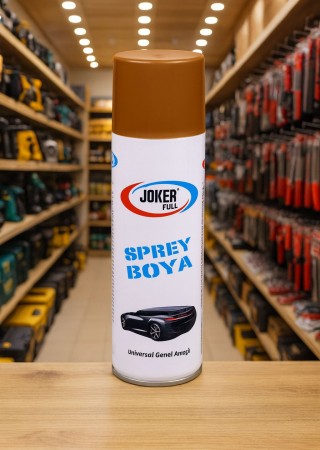 JOKER®
FULL
SPREY
BOYA
Universal Genel Amaçlı